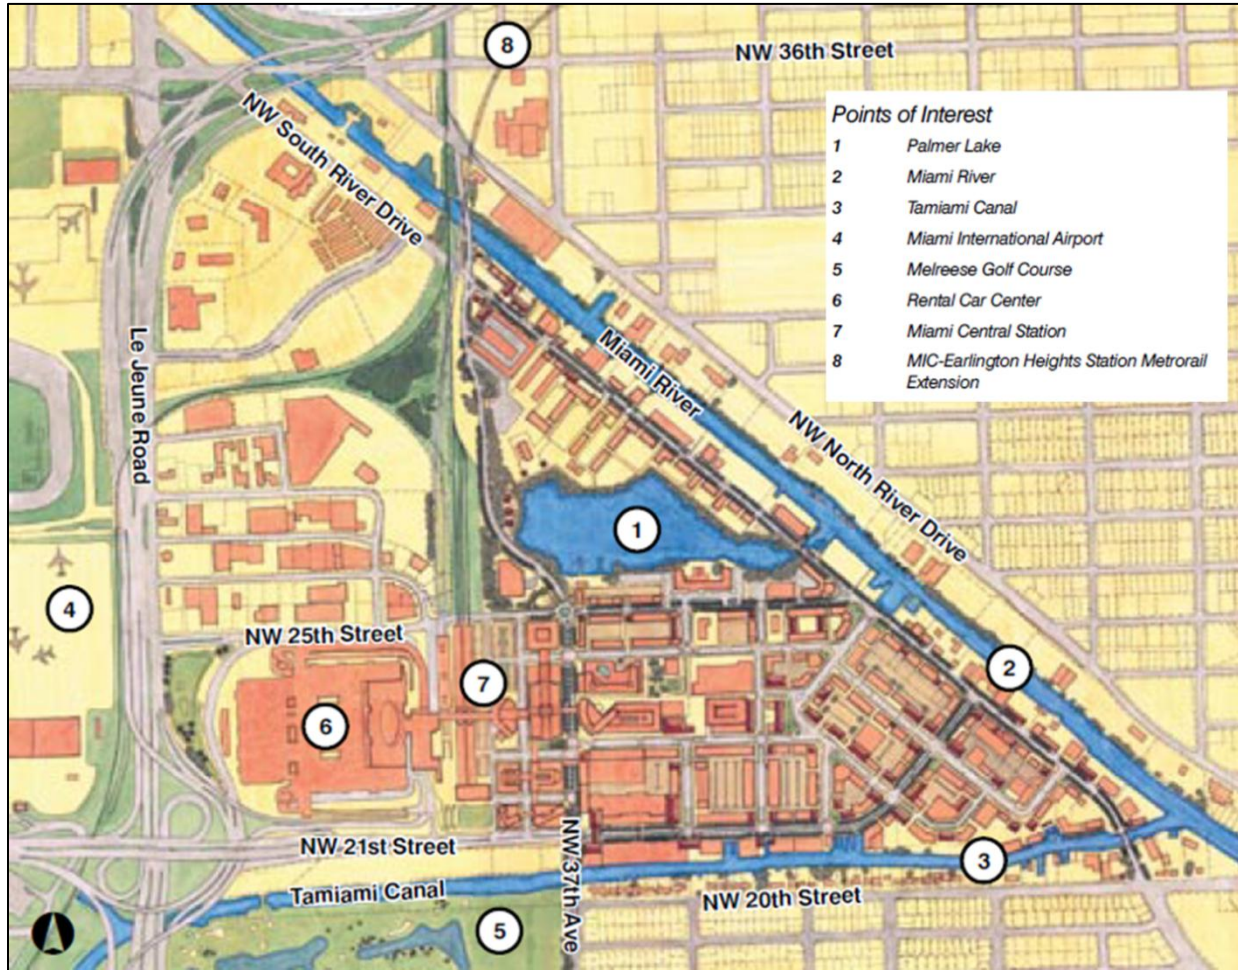 8
NW 36th Street
NW South River Drive
Points of Interest
1 Palmer Lake
2 Miami River
3 Tamiami Canal
4 Miami International Airport
5 Melreese Golf Course
6 Rental Car Center
7 Miami Central Station
8 MIC-Earlington Heights Station Metrorail
Extension
Le Jeune Road
Miami River
NW North River Drive
1
4
NW 25th Street
2
7
6
NW 21st Street
NW 37th Ave
3
Tamiami Canal
NW 20th Street
5